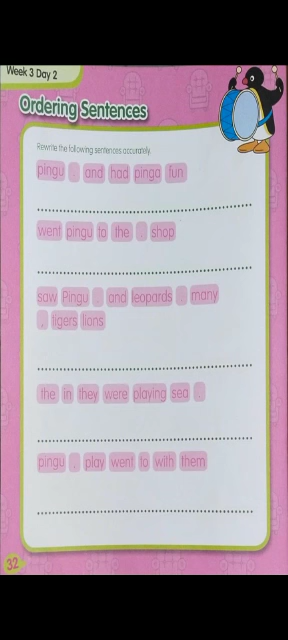 Week 3 Day 2
Ordering Sentences
Rewrite the following sentences accurately.
pingu . and had pinga fun
went pingu to the . shop
saw Pingu and leopards many
, tigers lions
the in they were playing sea .
pingu . play went to with them
32